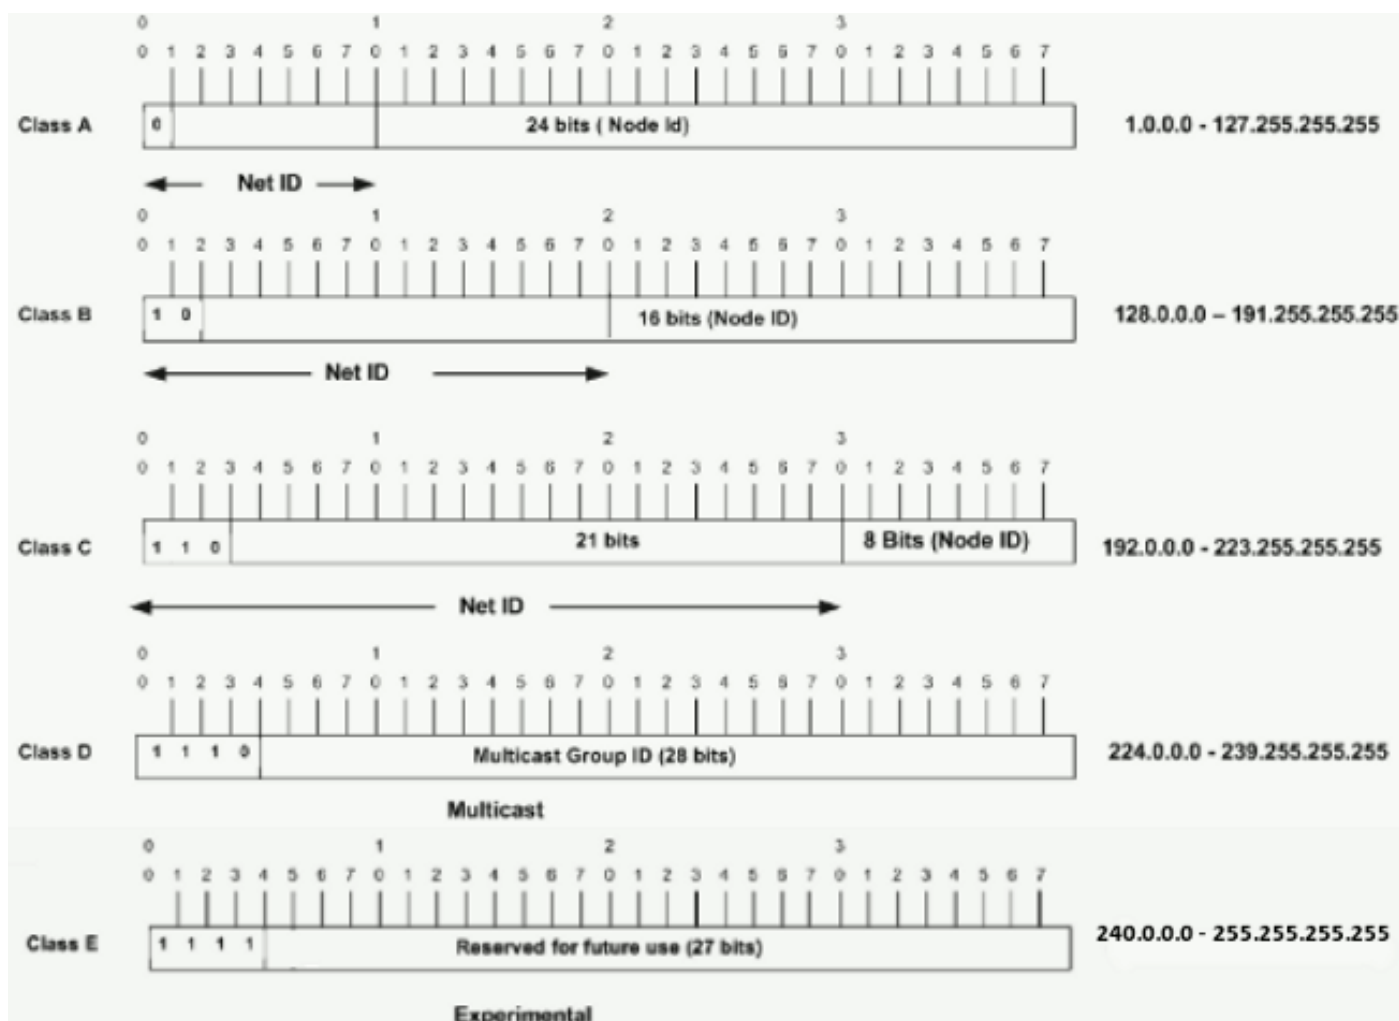 0 1 2 3
0 1 2 3 4 5 6 7 0 1 2 3 4 5 6 7 0 1 2 3 4 5 6 7 0 1 2 3 4 5 6 7
Class A 0 24 bits ( Node Id) 1.0.0.0 - 127.255.255.255
Net ID
0 1 2 3
0 1 2 3 4 5 6 7 0 1 2 3 4 5 6 7 0 1 2 3 4 5 6 7 0 1 2 3 4 5 6 7
Class B 1 0 16 bits (Node ID) 128.0.0.0 – 191.255.255.255
Net ID
0 1 2 3
0 1 2 3 4 5 6 7 0 1 2 3 4 5 6 7 0 1 2 3 4 5 6 7 0 1 2 3 4 5 6 7
Class C 1 1 0 21 bits 8 Bits (Node ID) 192.0.0.0 - 223.255.255.255
Net ID
0 1 2 3
0 1 2 3 4 5 6 7 0 1 2 3 4 5 6 7 0 1 2 3 4 5 6 7 0 1 2 3 4 5 6 7
Class D 1 1 1 0 Multicast Group ID (28 bits) 224.0.0.0 - 239.255.255.255
Multicast
0 1 2 3
0 1 2 3 4 5 6 7 0 1 2 3 4 5 6 7 0 1 2 3 4 5 6 7 0 1 2 3 4 5 6 7
Class E 1 1 1 1 Reserved for future use (27 bits) 240.0.0.0 - 255.255.255.255
Experimental